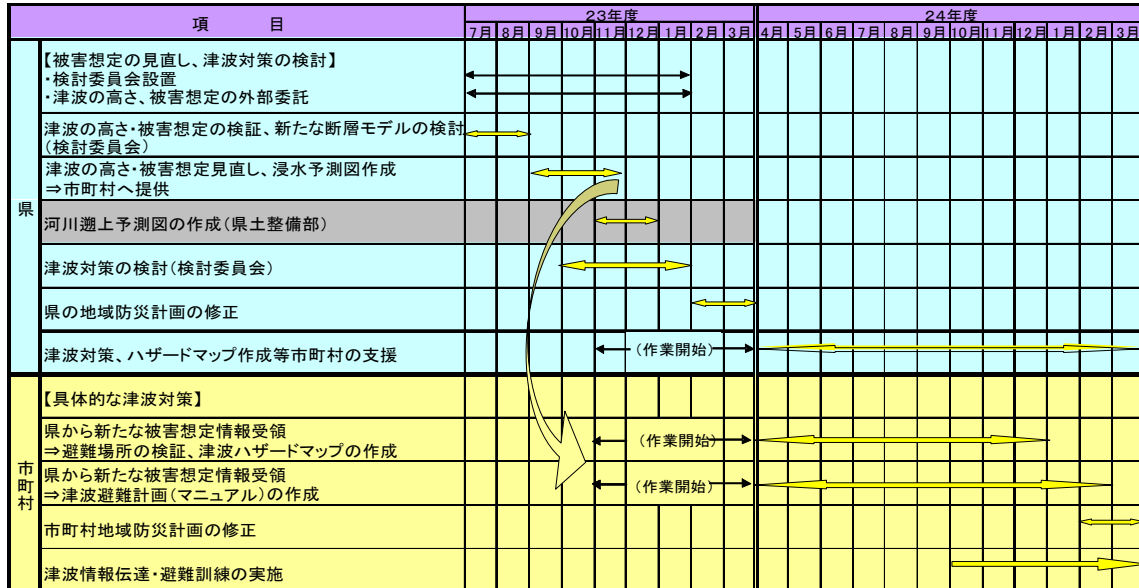 項　　目
23年度
24年度
7月 8月 9月 10月 11月 12月 1月 2月 3月 4月 5月 6月 7月 8月 9月 10月 11月 12月 1月 2月 3月
県
【被害想定の見直し、津波対策の検討】
・検討委員会設置
・津波の高さ、被害想定の外部委託
津波の高さ・被害想定の検証、新たな断層モデルの検討
(検討委員会)
津波の高さ・被害想定見直し、浸水予測図作成
⇒市町村へ提供
河川遡上予測図の作成(県土整備部)
津波対策の検討(検討委員会)
県の地域防災計画の修正
津波対策、ハザードマップ作成等市町村の支援
(作業開始)
市町村
【具体的な津波対策】
県から新たな被害想定情報受領
⇒避難場所の検証、津波ハザードマップの作成
(作業開始)
県から新たな被害想定情報受領
⇒津波避難計画(マニュアル)の作成
(作業開始)
市町村地域防災計画の修正
津波情報伝達・避難訓練の実施